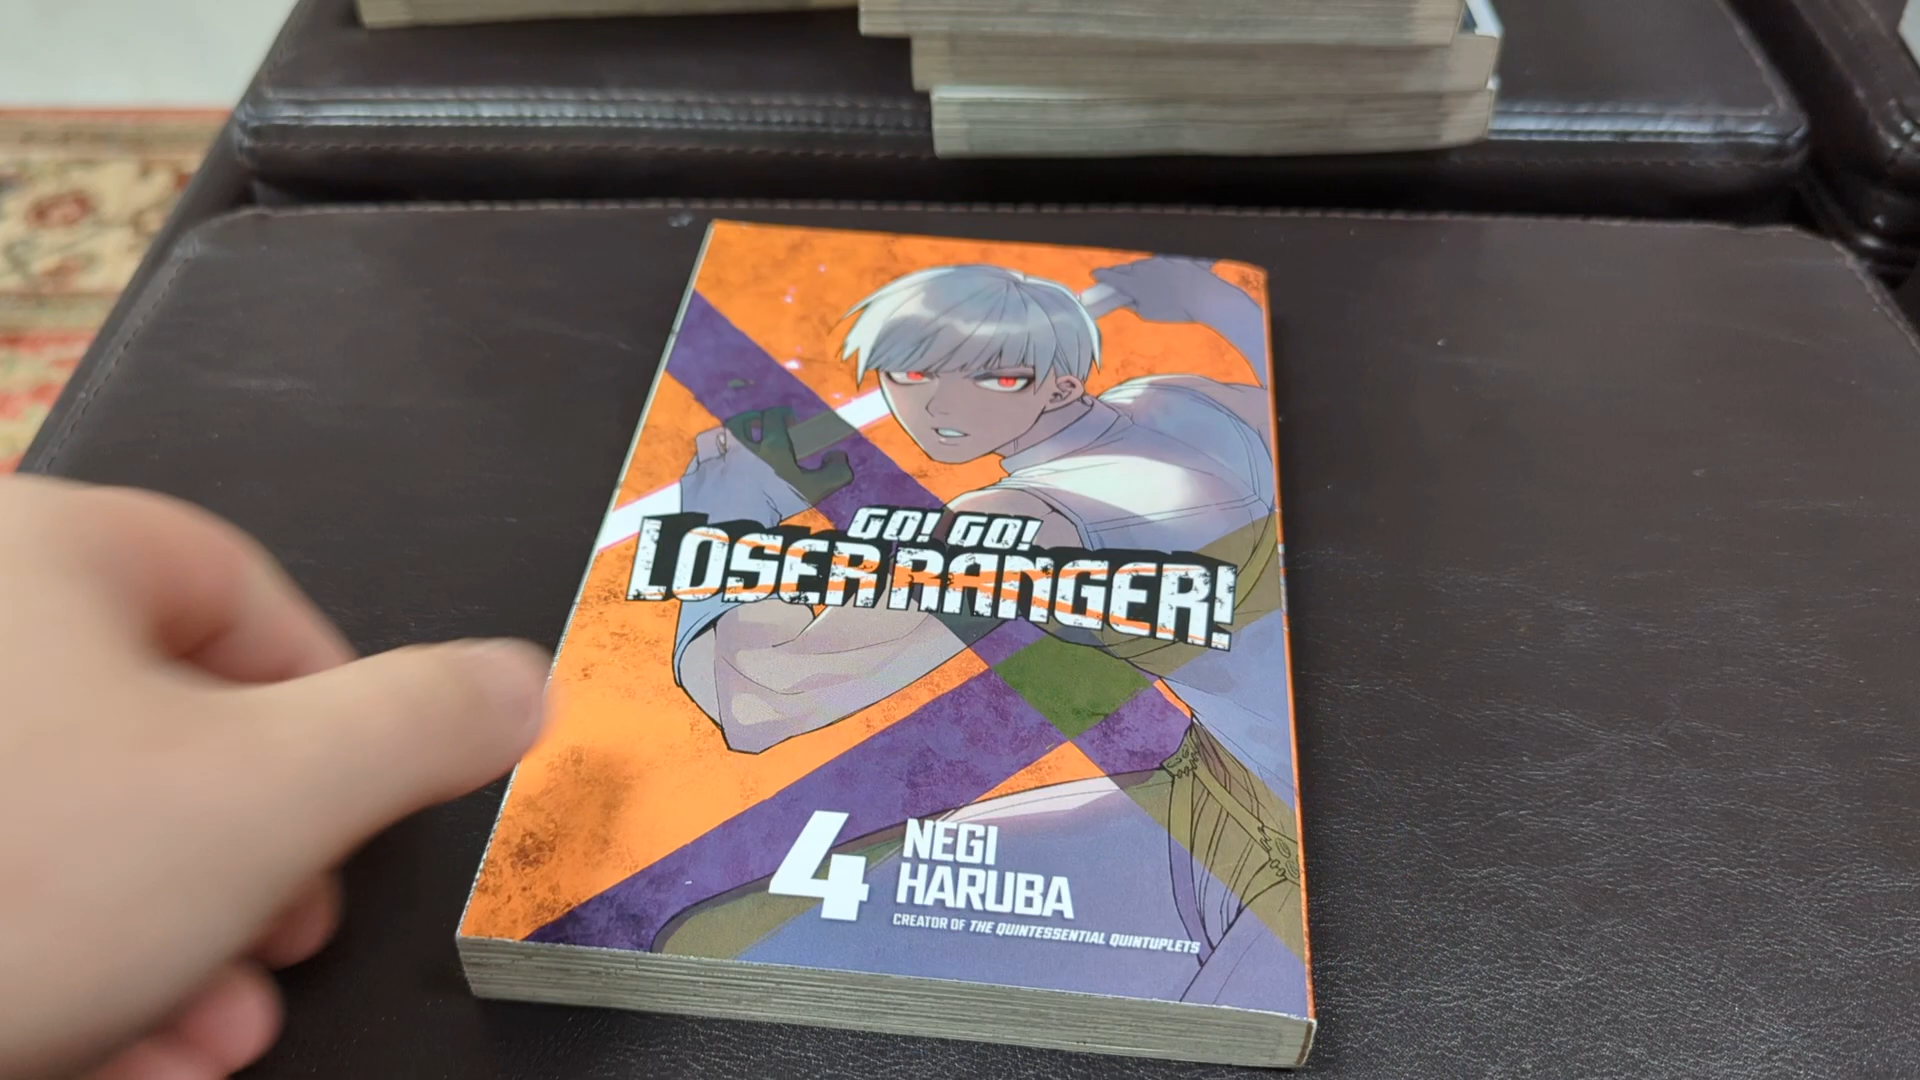 GO! GO!
LOSER RANGER!
4
NEGI
HARUBA
CREATOR OF THE QUINTESSENTIAL QUINTUPLETS